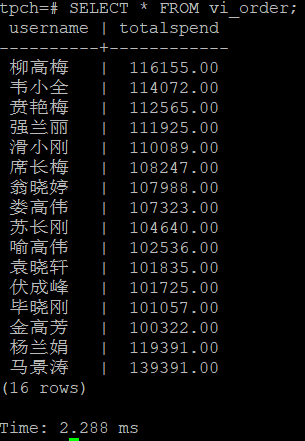 tpch=# SELECT * FROM vi_order;
username | totalspend
----------+------------
柳高梅 | 116155.00
韦小全 | 114072.00
贲艳梅 | 112565.00
强兰丽 | 111925.00
滑小刚 | 110089.00
席长梅 | 108247.00
翁晓婷 | 107988.00
娄高伟 | 107323.00
苏长刚 | 104640.00
喻高伟 | 102536.00
袁晓轩 | 101835.00
伏成峰 | 101725.00
毕晓刚 | 101057.00
金高芳 | 100322.00
杨兰娟 | 119391.00
马景涛 | 139391.00
(16 rows)
Time: 2.288 ms